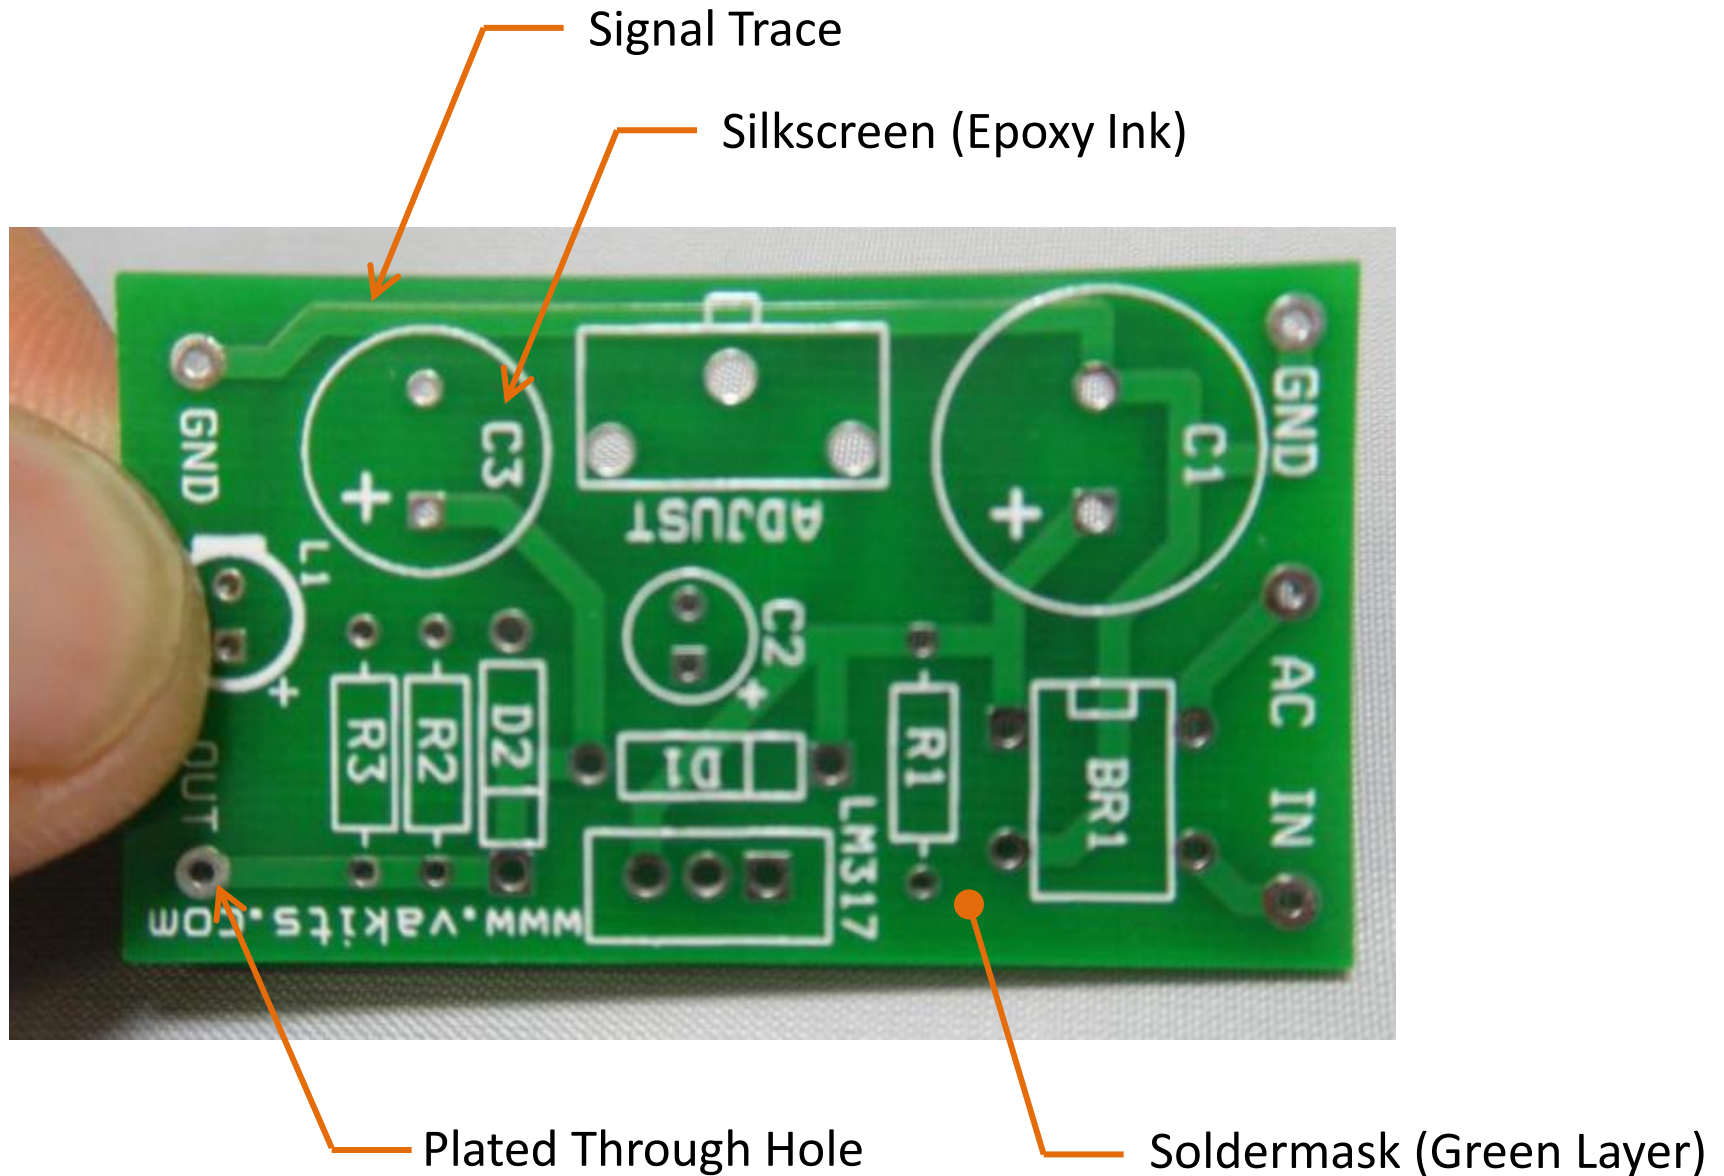 Signal Trace
Silkscreen (Epoxy Ink)
GND
C3
+
ADJUST
C1
+
GND
L1
+
C2
+
AC IN
OUT
R3
R2
D2
D1
R1
BR1
LM317
www.vakits.com
Plated Through Hole
Soldermask (Green Layer)